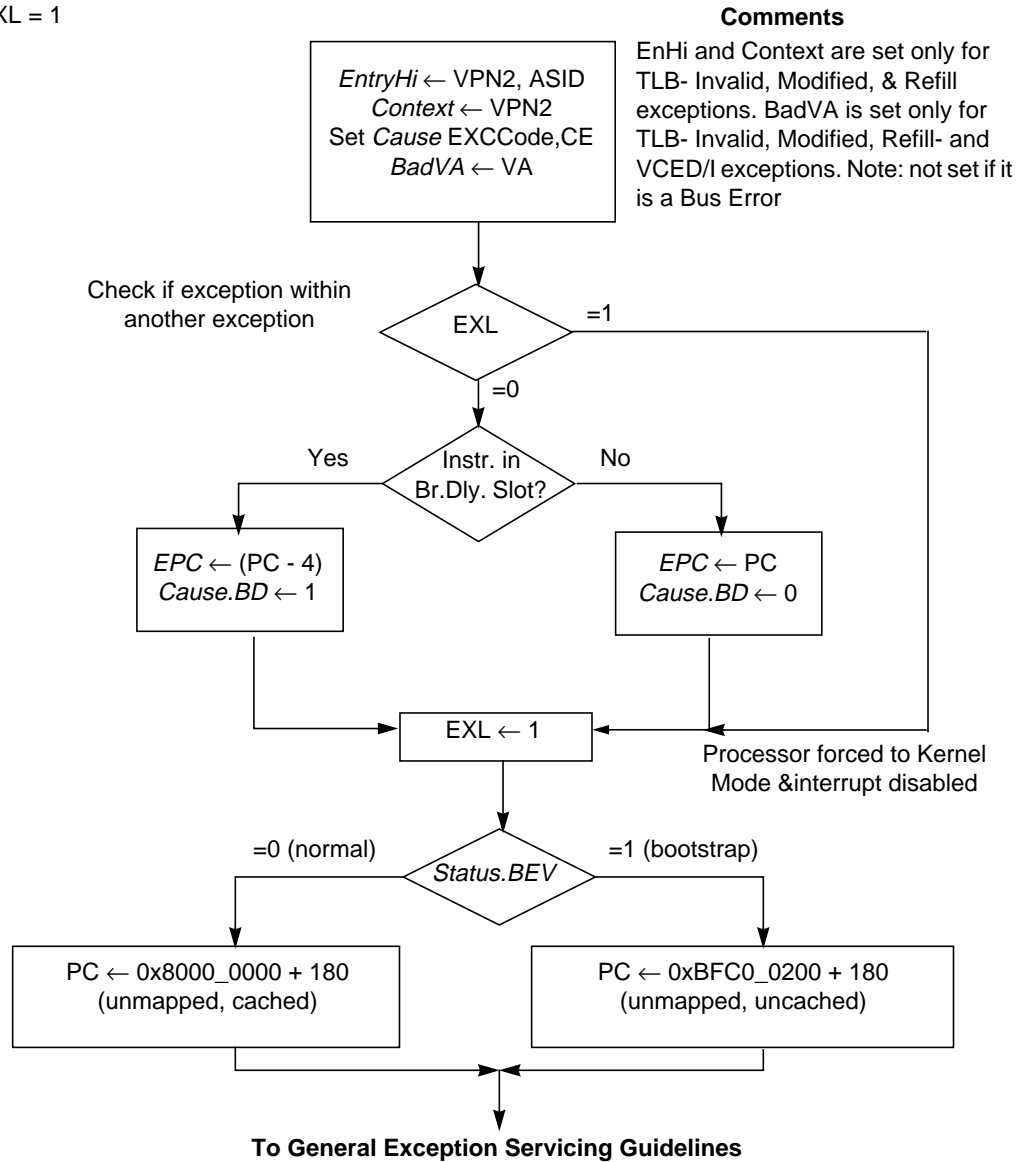 XL = 1
Comments
EnHi and Context are set only for
TLB- Invalid, Modified, & Refill
exceptions. BadVA is set only for
TLB- Invalid, Modified, Refill- and
VCED/I exceptions. Note: not set if it
is a Bus Error
EntryHi ← VPN2, ASID
Context ← VPN2
Set Cause EXCCode,CE
BadVA ← VA
Check if exception within
another exception
EXL
=1
=0
Yes
Instr. in
Br.Dly. Slot?
No
EPC ← (PC - 4)
Cause.BD ← 1
EPC ← PC
Cause.BD ← 0
EXL ← 1
Processor forced to Kernel
Mode &interrupt disabled
=0 (normal)
Status.BEV
=1 (bootstrap)
PC ← 0x8000_0000 + 180
(unmapped, cached)
PC ← 0xBFC0_0200 + 180
(unmapped, uncached)
To General Exception Servicing Guidelines